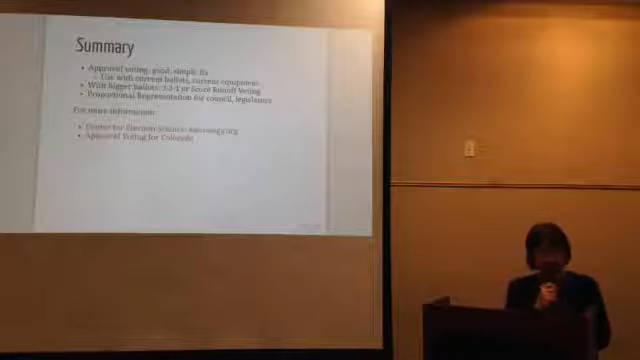 Summary
• Approval voting: good, simple fix
– Use with current ballots, current equipment
• With bigger ballots: 3-2-1 or Score Runoff Voting
• Proportional Representation for council, legislature
For more information:
• Center for Election Science: electology.org
• Approval Voting for Colorado